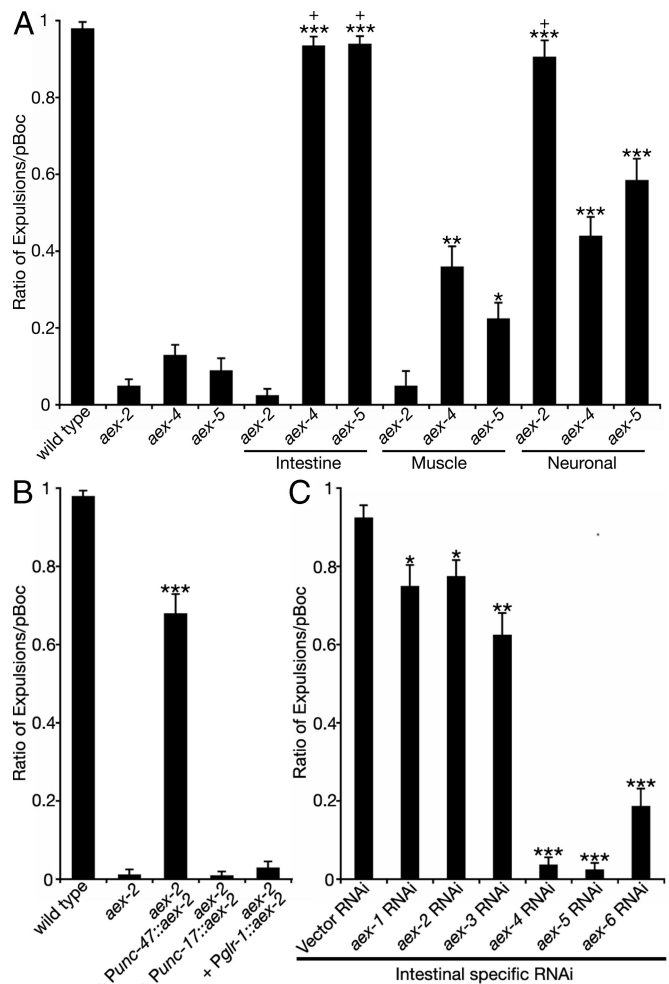 A
Ratio of Expulsions/pBoc
1
0.8
0.6
0.4
0.2
0
+
***
+
***
**
*
+
***
***
***
wild type
aex-2
aex-4
aex-5
aex-2
aex-4
aex-5
aex-2
aex-4
aex-5
aex-2
aex-4
aex-5
Intestine
Muscle
Neuronal
B
Ratio of Expulsions/pBoc
1
0.8
0.6
0.4
0.2
0
***
wild type
aex-2
aex-2
Punc-47::aex-2
aex-2
Punc-17::aex-2
aex-2
+ Pglr-1::aex-2
C
Ratio of Expulsions/pBoc
1
0.8
0.6
0.4
0.2
0
*
*
**
***
***
***
Vector RNAi
aex-1 RNAi
aex-2 RNAi
aex-3 RNAi
aex-4 RNAi
aex-5 RNAi
aex-6 RNAi
Intestinal specific RNAi